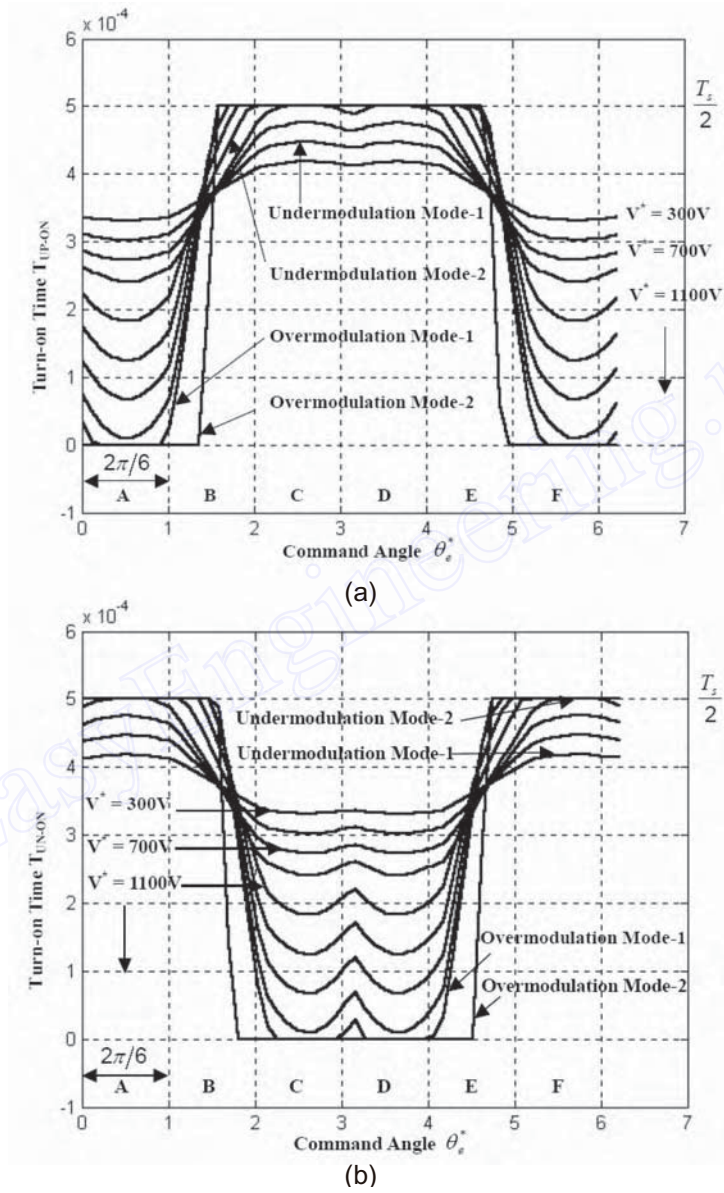 x 10⁻⁴
6
5
4
3
2
1
0
-1
Turn-on Time T_UP-ON
T_s/2
Undermodulation Mode-1
V* = 300V
Undermodulation Mode-2
V* = 700V
V* = 1100V
Overmodulation Mode-1
Overmodulation Mode-2
2π/6
A B C D E F
0 1 2 3 4 5 6 7
Command Angle θ_e*
(a)
x 10⁻⁴
6
5
4
3
2
1
0
-1
Turn-on Time T_UN-ON
T_s/2
Undermodulation Mode-2
Undermodulation Mode-1
V* = 300V
V* = 700V
V* = 1100V
Overmodulation Mode-1
Overmodulation Mode-2
2π/6
A B C D E F
0 1 2 3 4 5 6 7
Command Angle θ_e*
(b)
asyEngineering.
asyE